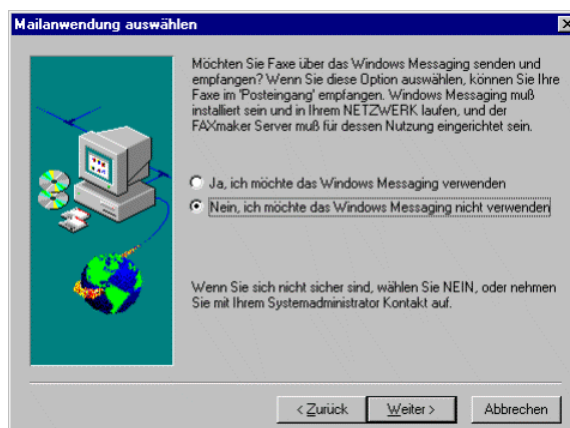 Mailanwendung auswählen
Möchten Sie Faxe über das Windows Messaging senden und
empfangen? Wenn Sie diese Option auswählen, können Sie Ihre
Faxe im 'Posteingang' empfangen. Windows Messaging muß
installiert sein und in Ihrem NETZWERK laufen, und der
FAXmaker Server muß für dessen Nutzung eingerichtet sein.
Ja, ich möchte das Windows Messaging verwenden
Nein, ich möchte das Windows Messaging nicht verwenden
Wenn Sie sich nicht sicher sind, wählen Sie NEIN, oder nehmen
Sie mit Ihrem Systemadministrator Kontakt auf.
< Zurück Weiter > Abbrechen